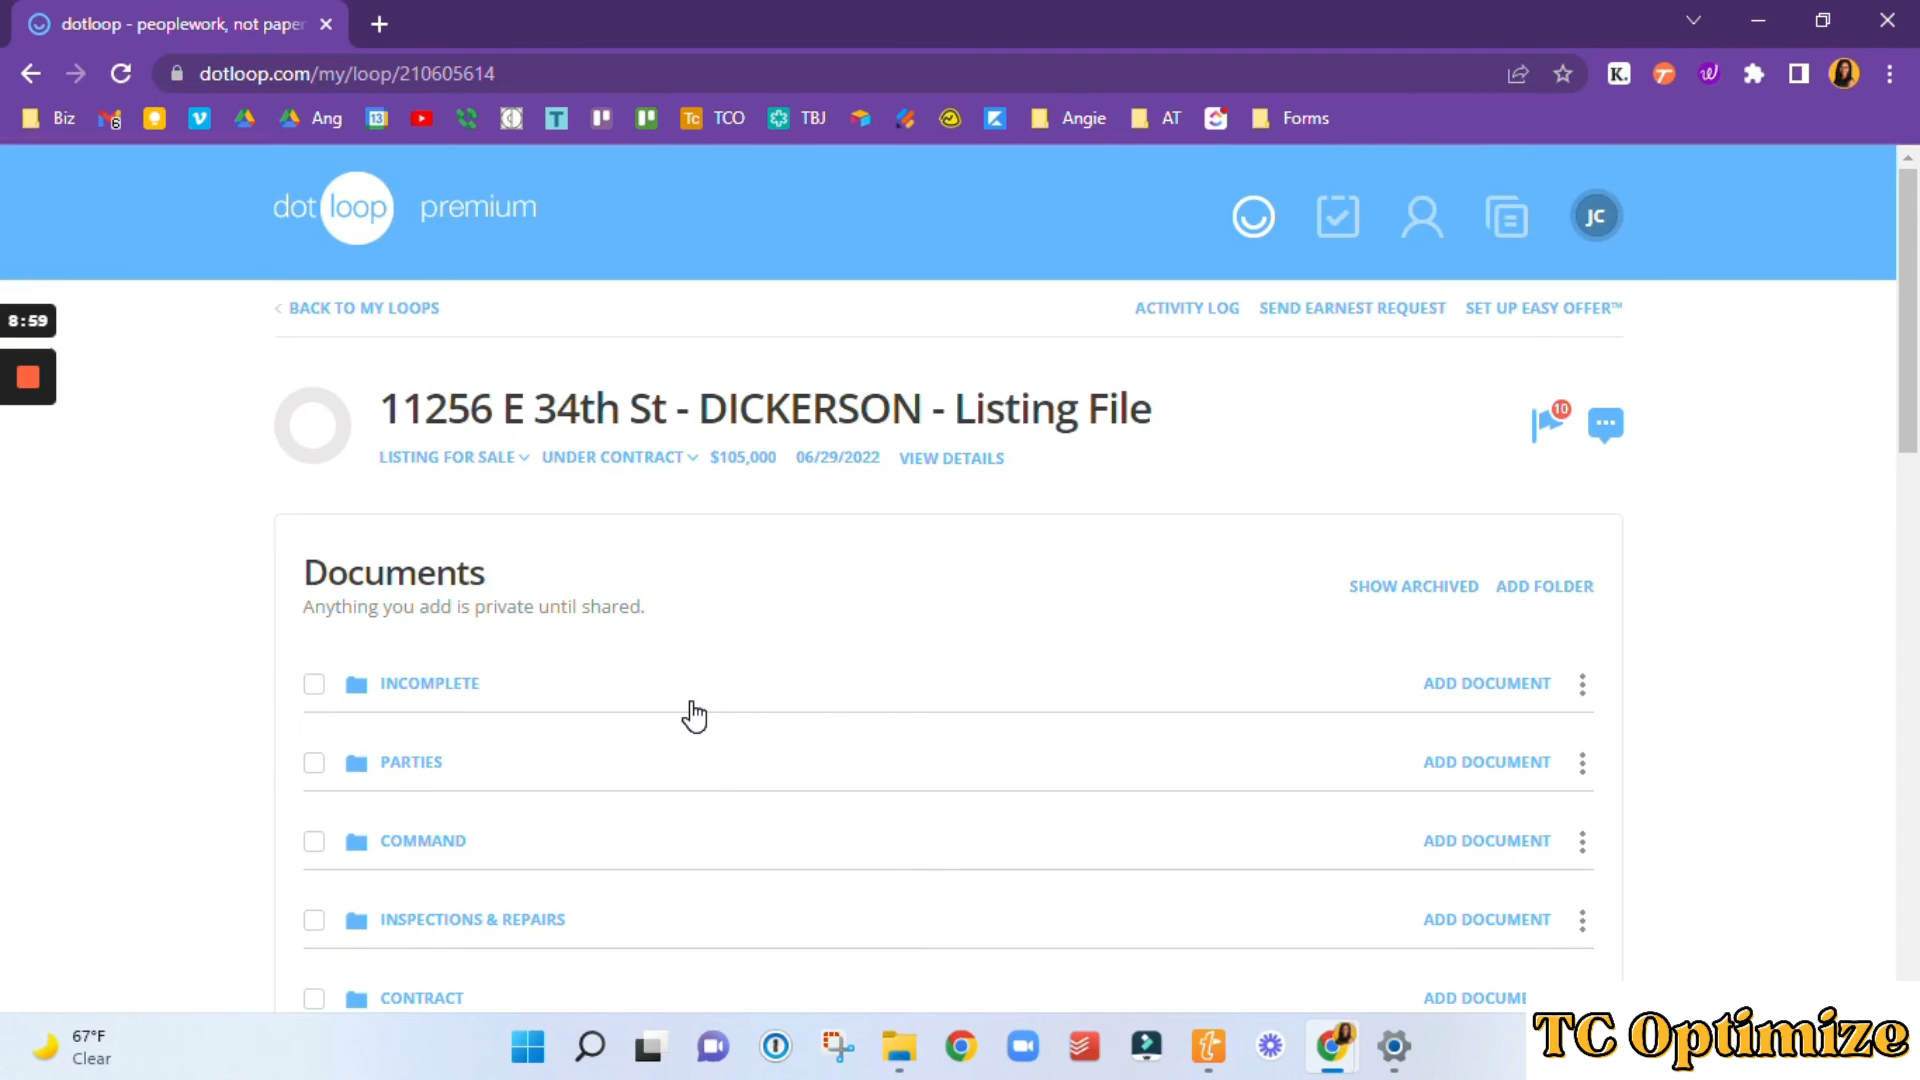 dotloop - peoplework, not paper
dotloop.com/my/loop/210605614
K.
Biz
6
Ang
13
T
Tc TCO
TBJ
Angie
AT
Forms
dot loop premium
JC
8:59
BACK TO MY LOOPS
ACTIVITY LOG SEND EARNEST REQUEST SET UP EASY OFFER™
11256 E 34th St - DICKERSON - Listing File
10
LISTING FOR SALE UNDER CONTRACT $105,000 06/29/2022 VIEW DETAILS
Documents
Anything you add is private until shared.
SHOW ARCHIVED ADD FOLDER
INCOMPLETE ADD DOCUMENT
PARTIES ADD DOCUMENT
COMMAND ADD DOCUMENT
INSPECTIONS & REPAIRS ADD DOCUMENT
CONTRACT ADD DOCUME
67°F
Clear
TC Optimize